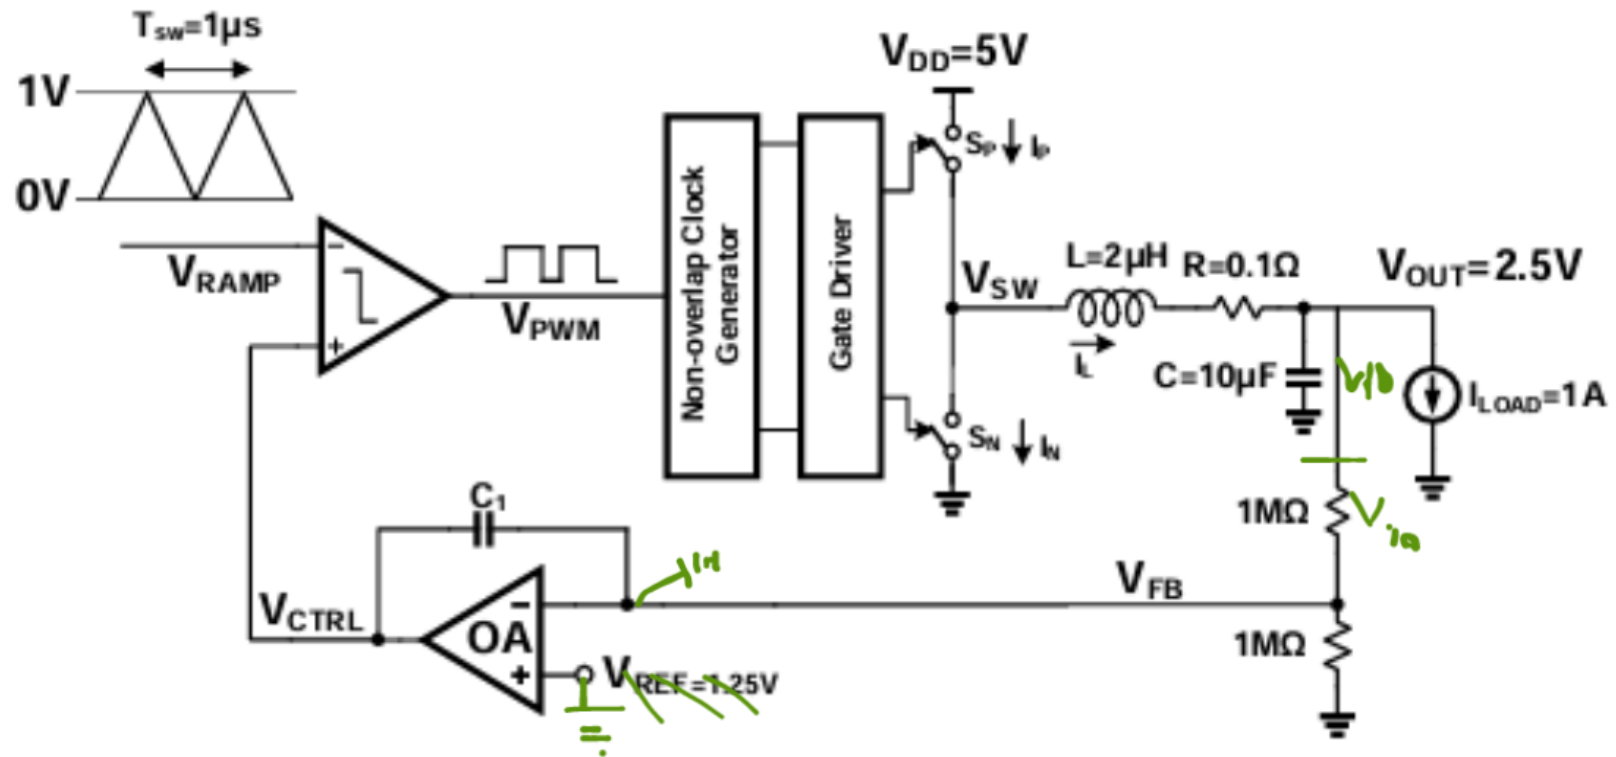 Tsw=1μs
1V
0V
VRAMP
VPWM
Non-overlap Clock
Generator
Gate Driver
VDD=5V
SP IP
VSW
L=2μH R=0.1Ω
VOUT=2.5V
IL
C=10μF
ILOAD=1A
SN IN
1MΩ
Vin
C1
VFB
VCTRL
OA
VREF=1.25V
1MΩ